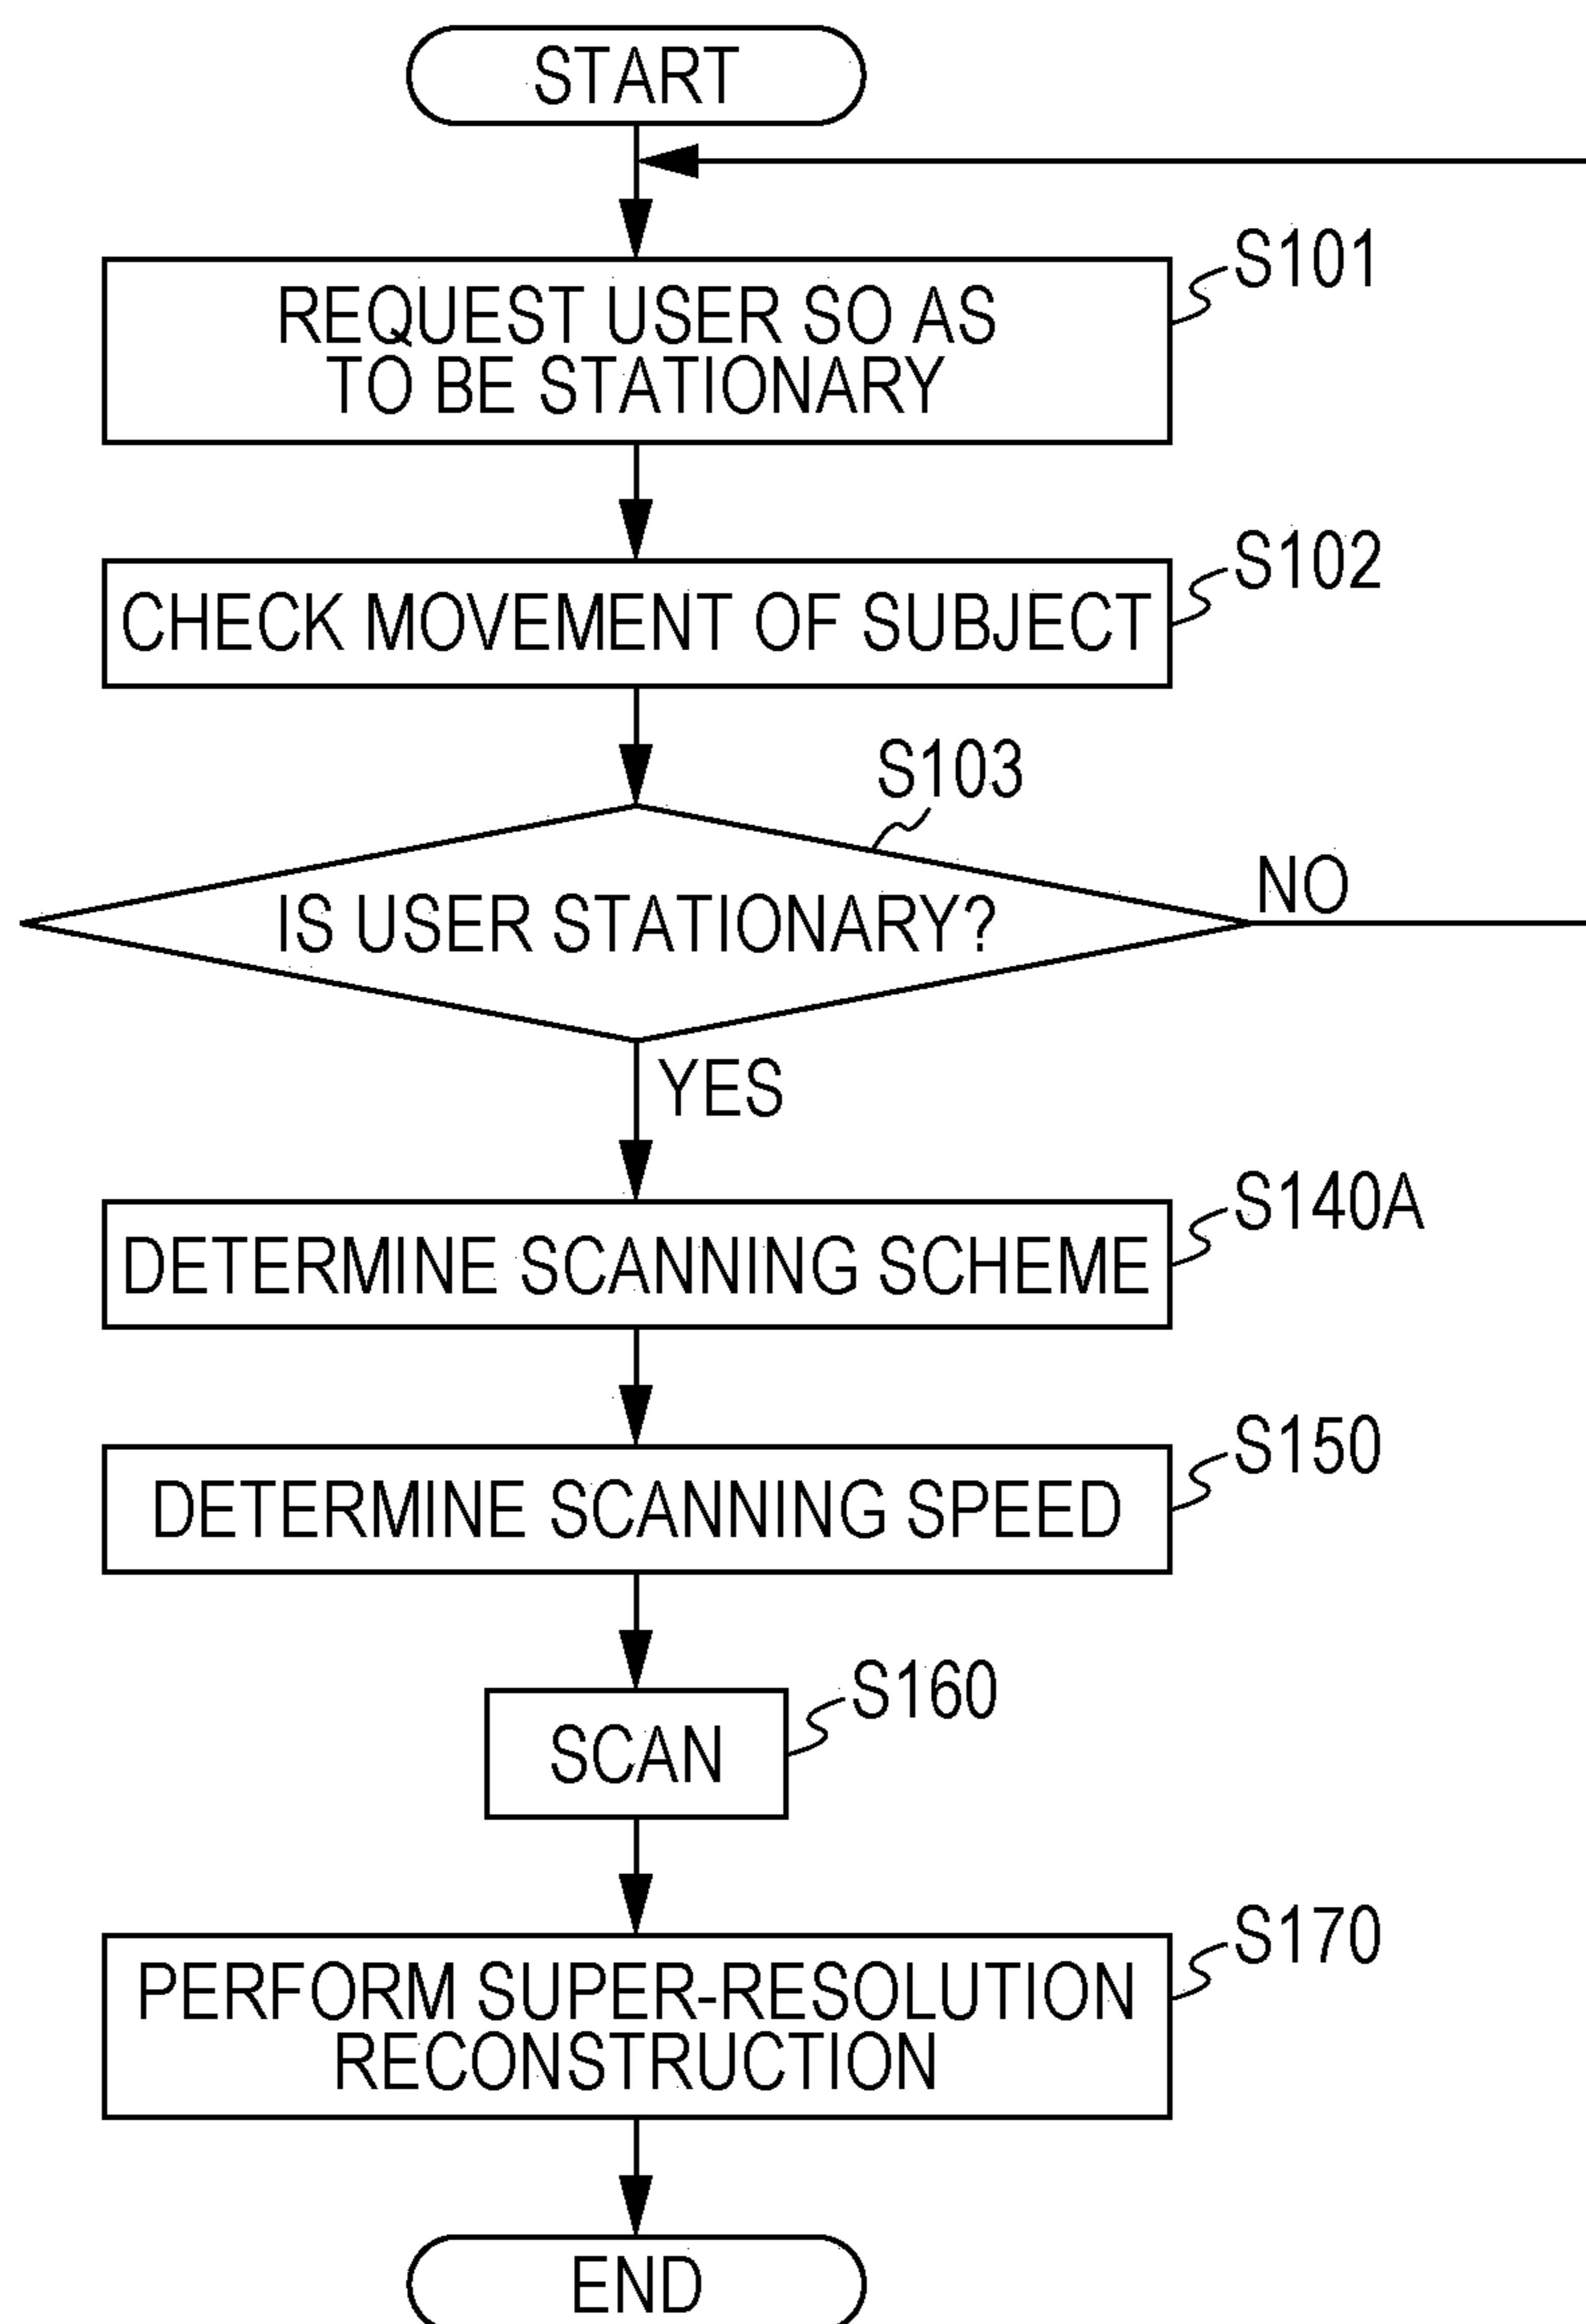 START
REQUEST USER SO AS
TO BE STATIONARY
S101
CHECK MOVEMENT OF SUBJECT
S102
S103
IS USER STATIONARY?
NO
YES
DETERMINE SCANNING SCHEME
S140A
DETERMINE SCANNING SPEED
S150
SCAN
S160
PERFORM SUPER-RESOLUTION
RECONSTRUCTION
S170
END